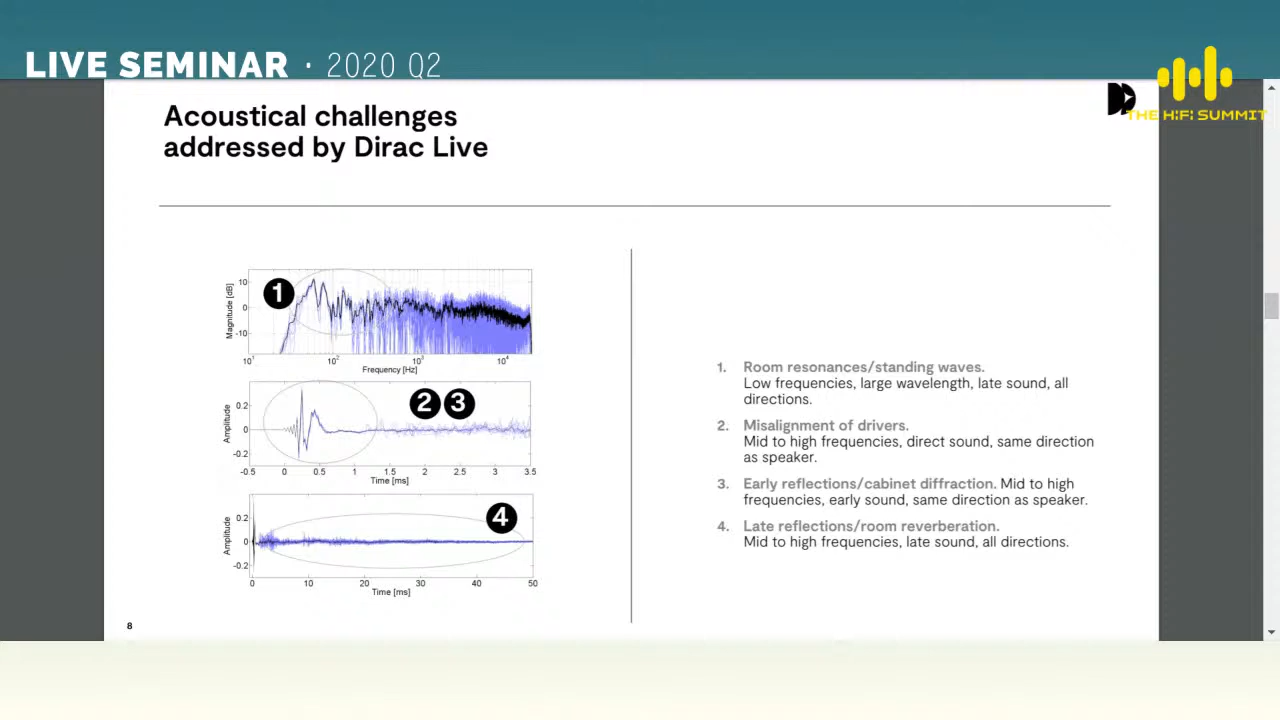 LIVE SEMINAR · 2020 Q2
THE H:F: SUMMIT
Acoustical challenges
addressed by Dirac Live
1
Magnitude [dB]
10
0
-10
10¹ 10² 10³ 10⁴
Frequency [Hz]
2 3
Amplitude
0.2
0
-0.2
-0.5 0 0.5 1 1.5 2 2.5 3 3.5
Time [ms]
4
Amplitude
0.2
0
-0.2
0 10 20 30 40 50
Time [ms]
1. Room resonances/standing waves.
Low frequencies, large wavelength, late sound, all
directions.
2. Misalignment of drivers.
Mid to high frequencies, direct sound, same direction
as speaker.
3. Early reflections/cabinet diffraction. Mid to high
frequencies, early sound, same direction as speaker.
4. Late reflections/room reverberation.
Mid to high frequencies, late sound, all directions.
8